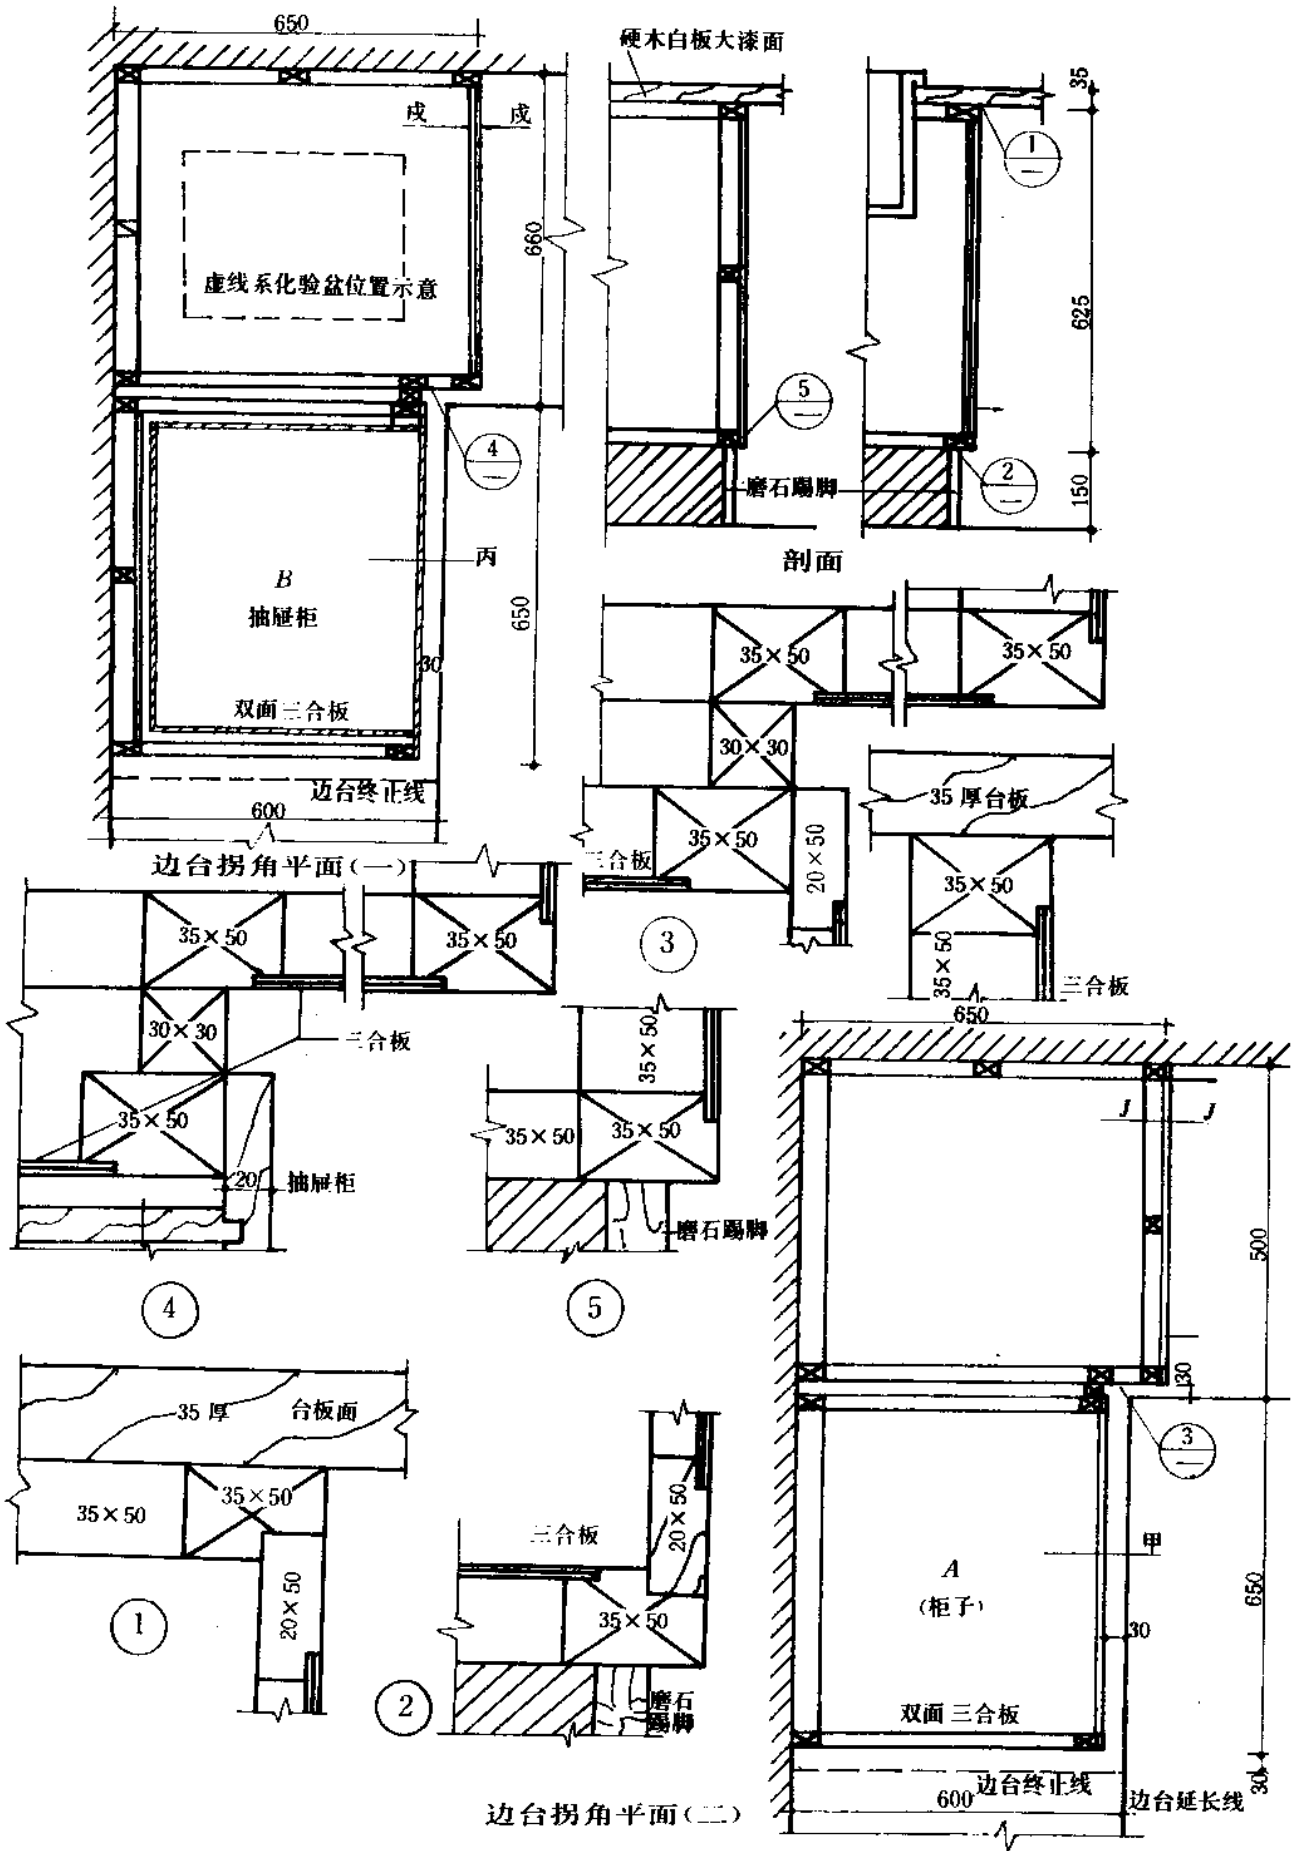 650
戍 戍
虚线系化验盆位置示意
660
4
B
抽屉柜
丙
650
30
双面三合板
边台终止线
600
边台拐角平面(一)
硬木白板大漆面
35
1
625
5
2
磨石踢脚
150
剖面
35×50
35×50
30×30
35×50
三合板
20×50
3
35厚台板
35×50
35×50
三合板
35×50
35×50
30×30
三合板
35×50
20
抽屉柜
4
35×50
35×50
35×50
磨石踢脚
5
35厚 台板面
35×50
35×50
20×50
1
三合板
20×50
35×50
磨石
踢脚
2
650
J J
500
30
3
甲
A
(柜子)
650
30
双面三合板
边台终止线
30
600
边台延长线
边台拐角平面(二)